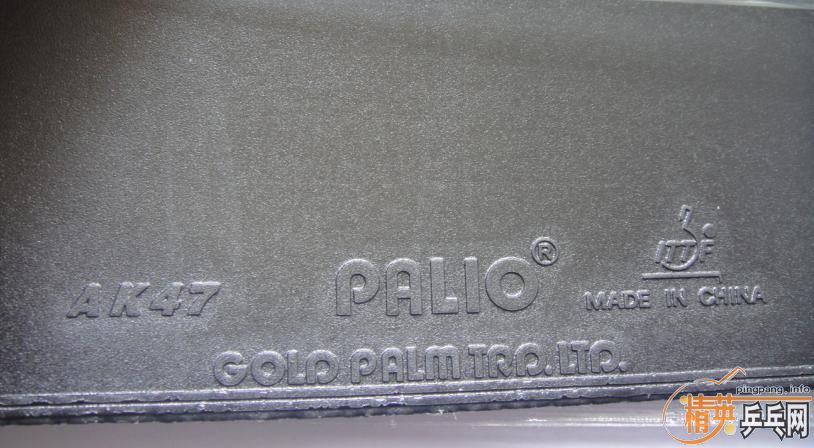 AK47
PALIO®
ITTF
MADE IN CHINA
GOLD PALM TRD. LTD.
pingpang.info
精英乒乓网